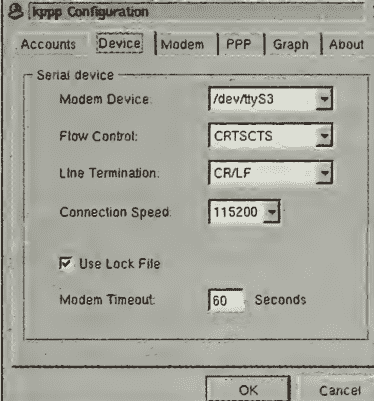 kppp Configuration
Accounts Device Modem PPP Graph About
Serial device
Modem Device: /dev/ttyS3
Flow Control: CRTSCTS
Line Termination: CR/LF
Connection Speed: 115200
Use Lock File
Modem Timeout: 60 Seconds
OK Cancel